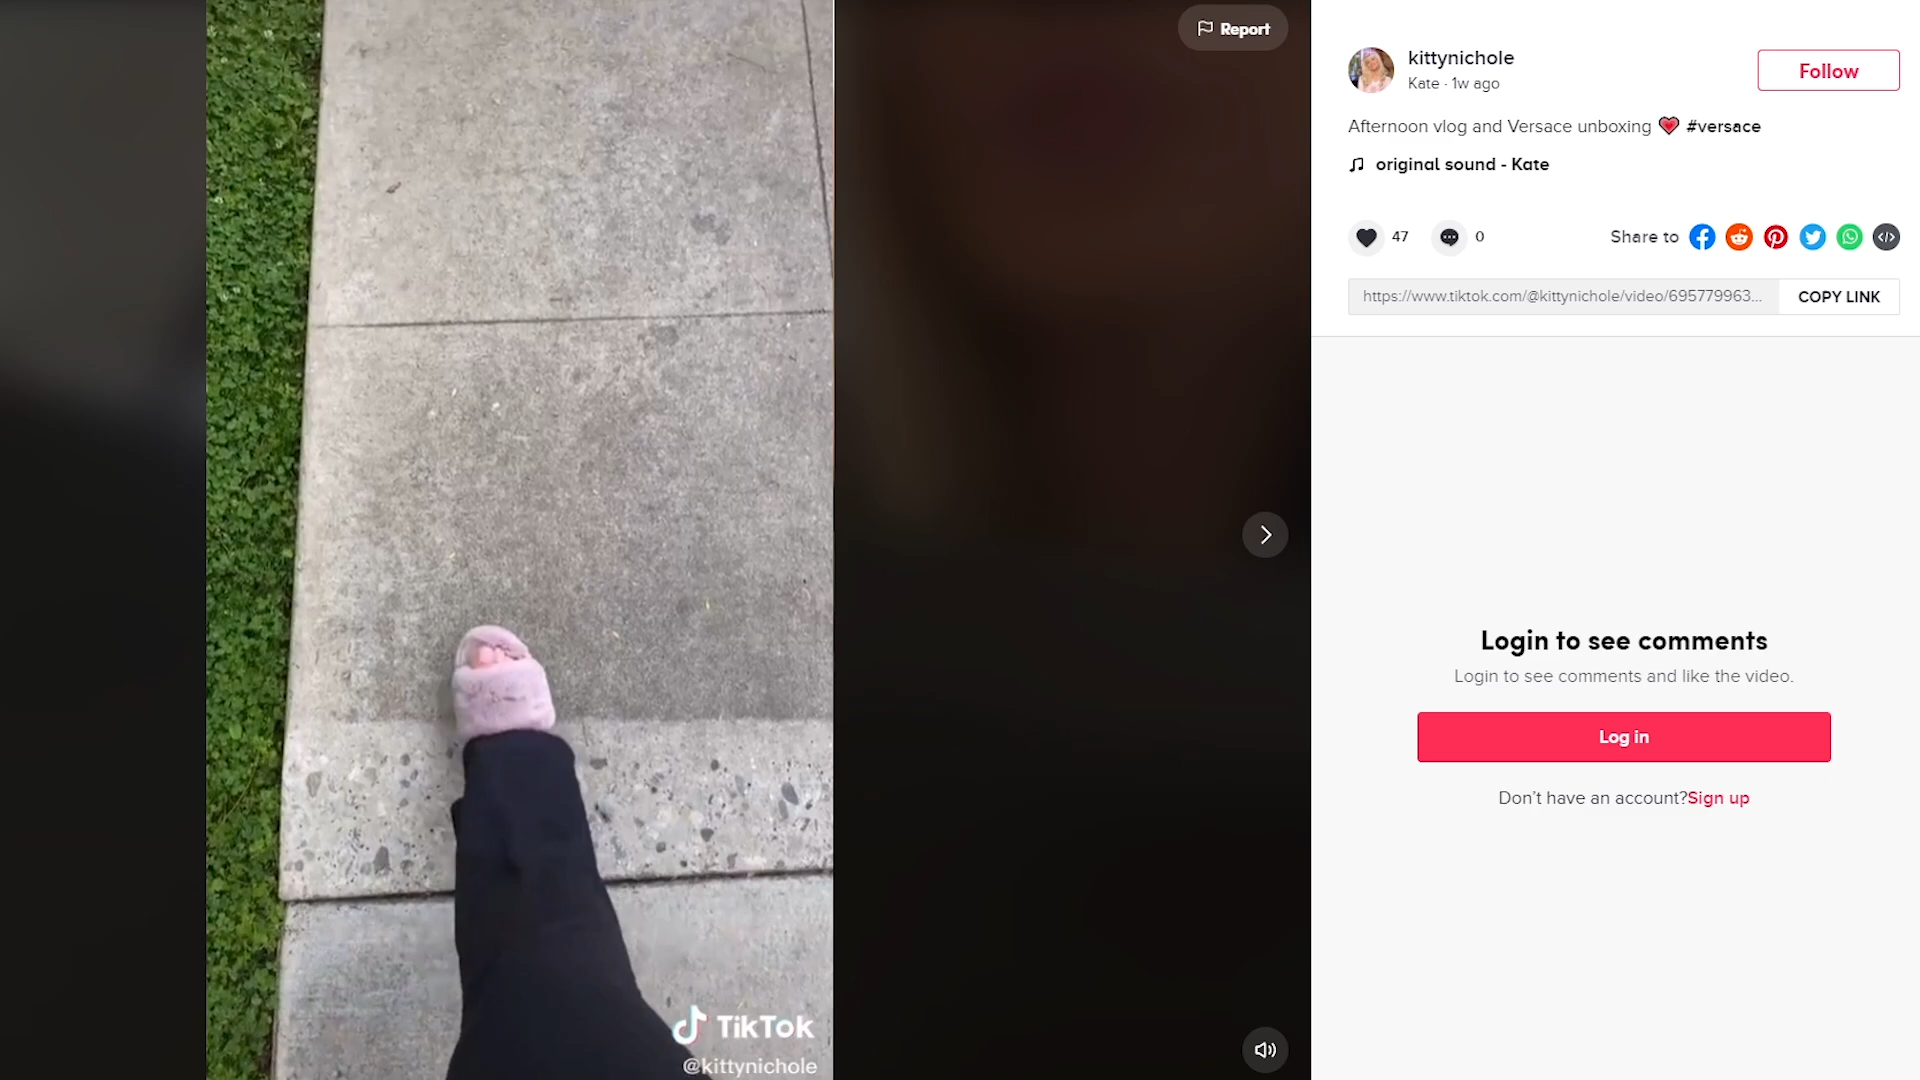 Report
kittynichole
Kate · 1w ago
Follow
Afternoon vlog and Versace unboxing #versace
original sound - Kate
47
0
Share to
https://www.tiktok.com/@kittynichole/video/695779963...
COPY LINK
Login to see comments
Login to see comments and like the video.
Log in
Don't have an account?Sign up
TikTok
@kittynichole